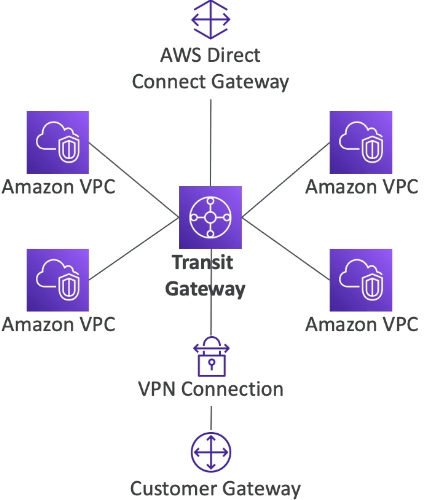 AWS Direct
Connect Gateway
Amazon VPC
Amazon VPC
Transit
Gateway
Amazon VPC
Amazon VPC
VPN Connection
Customer Gateway